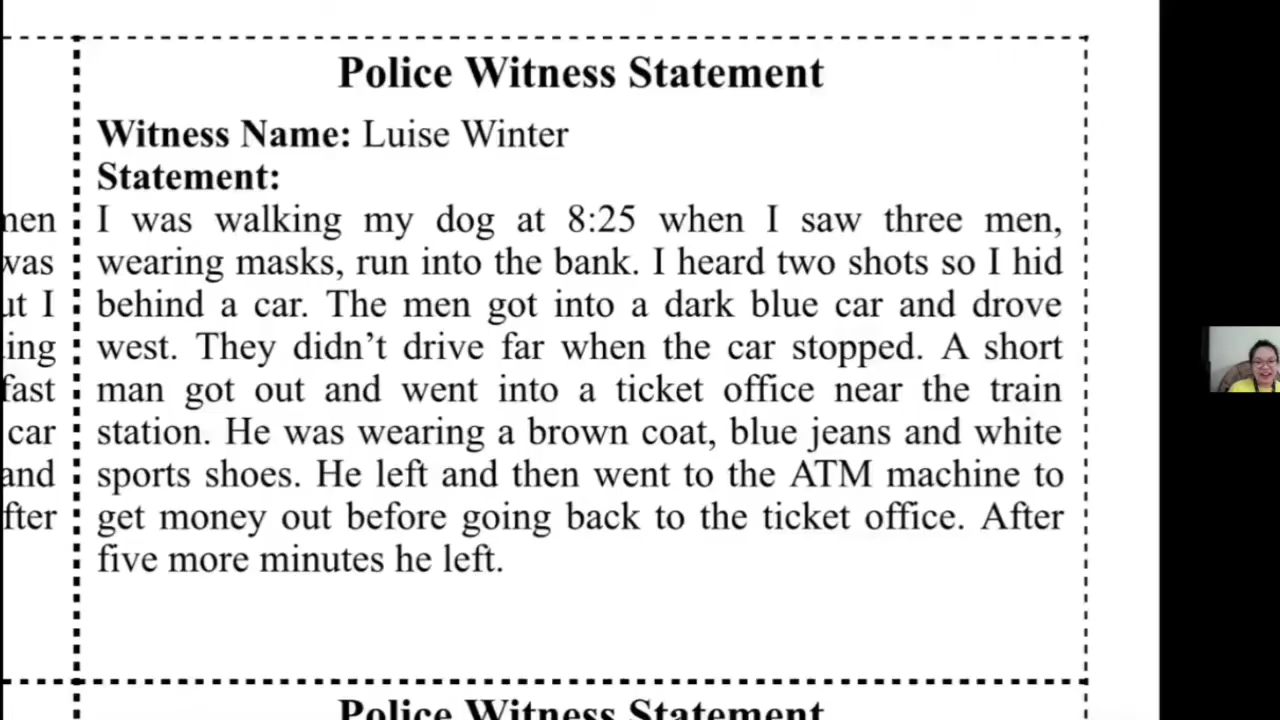 Police Witness Statement
Witness Name: Luise Winter
Statement:
I was walking my dog at 8:25 when I saw three men,
wearing masks, run into the bank. I heard two shots so I hid
behind a car. The men got into a dark blue car and drove
west. They didn't drive far when the car stopped. A short
man got out and went into a ticket office near the train
station. He was wearing a brown coat, blue jeans and white
sports shoes. He left and then went to the ATM machine to
get money out before going back to the ticket office. After
five more minutes he left.
was
I
fast
car
and
Police Witness Statement